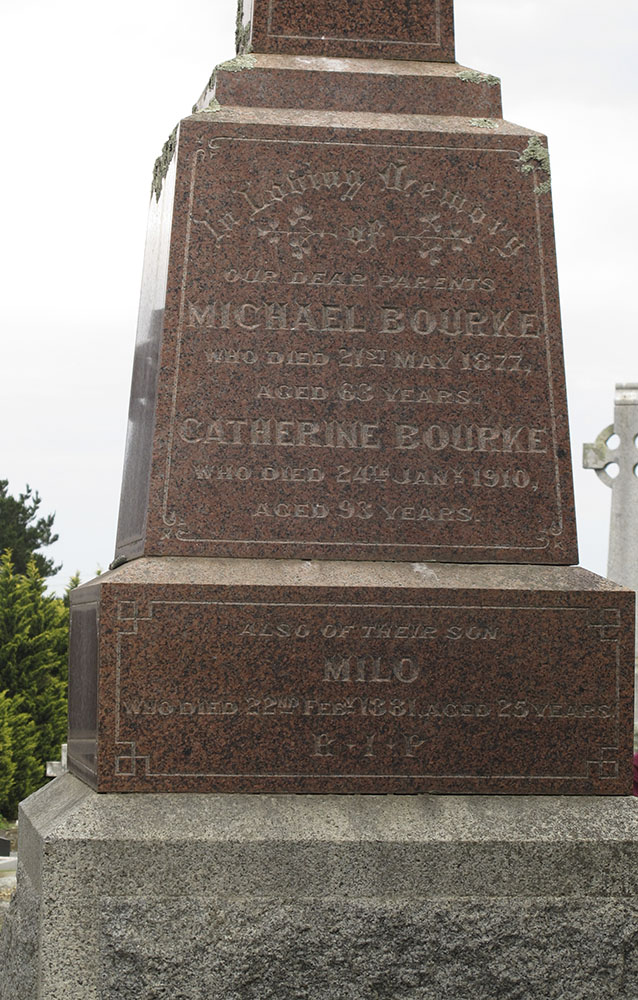 In Loving Memory
of
OUR DEAR PARENTS
MICHAEL BOURKE
WHO DIED 21ST MAY 1877,
AGED 63 YEARS.
CATHERINE BOURKE
WHO DIED 24TH JANY 1910,
AGED 93 YEARS.
ALSO OF THEIR SON
MILO
WHO DIED 22ND FEBY 1881, AGED 25 YEARS.
R·I·P